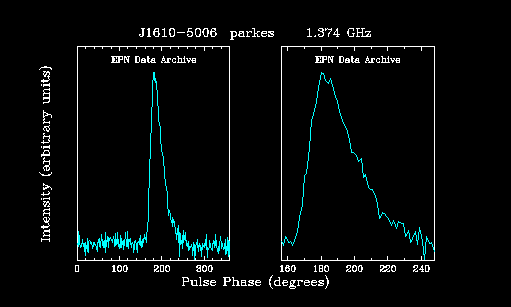 J1610-5006 parkes 1.374 GHz
EPN Data Archive
EPN Data Archive
Intensity (arbitrary units)
0 100 200 300
160 180 200 220 240
Pulse Phase (degrees)